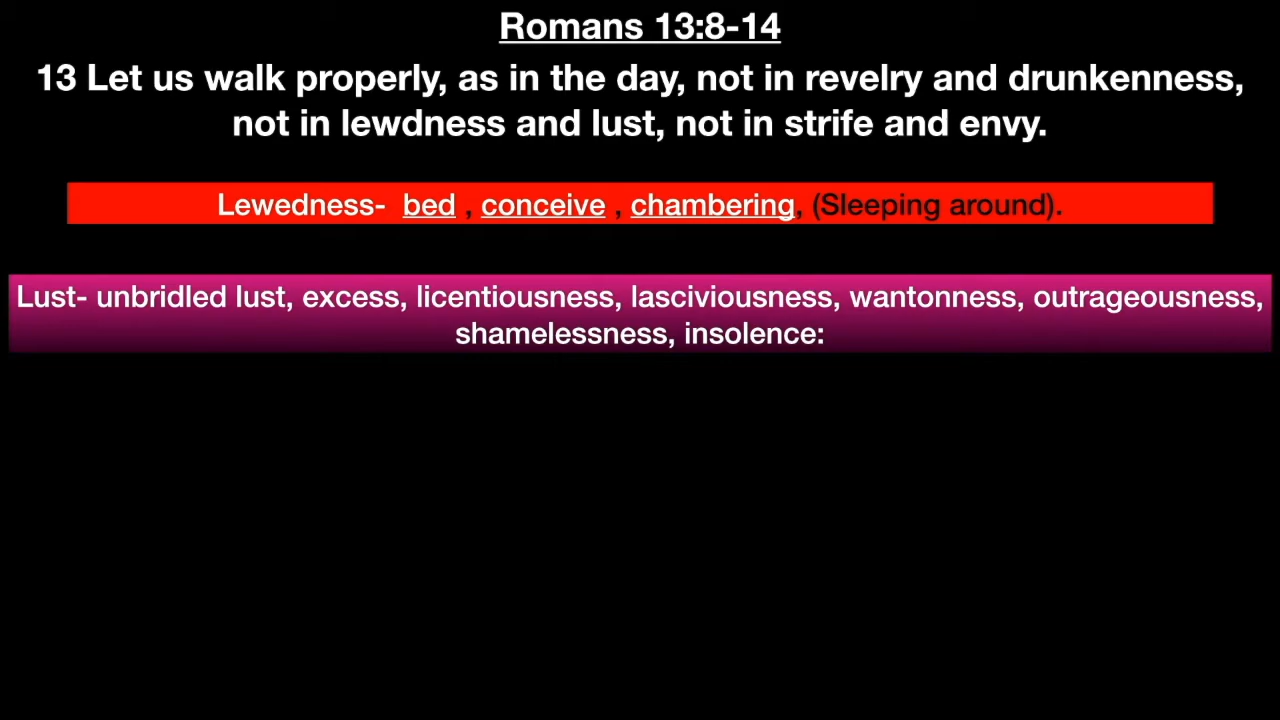 Romans 13:8-14
13 Let us walk properly, as in the day, not in revelry and drunkenness,
not in lewdness and lust, not in strife and envy.
Lewedness-  bed , conceive , chambering, (Sleeping around).
Lust- unbridled lust, excess, licentiousness, lasciviousness, wantonness, outrageousness,
shamelessness, insolence: